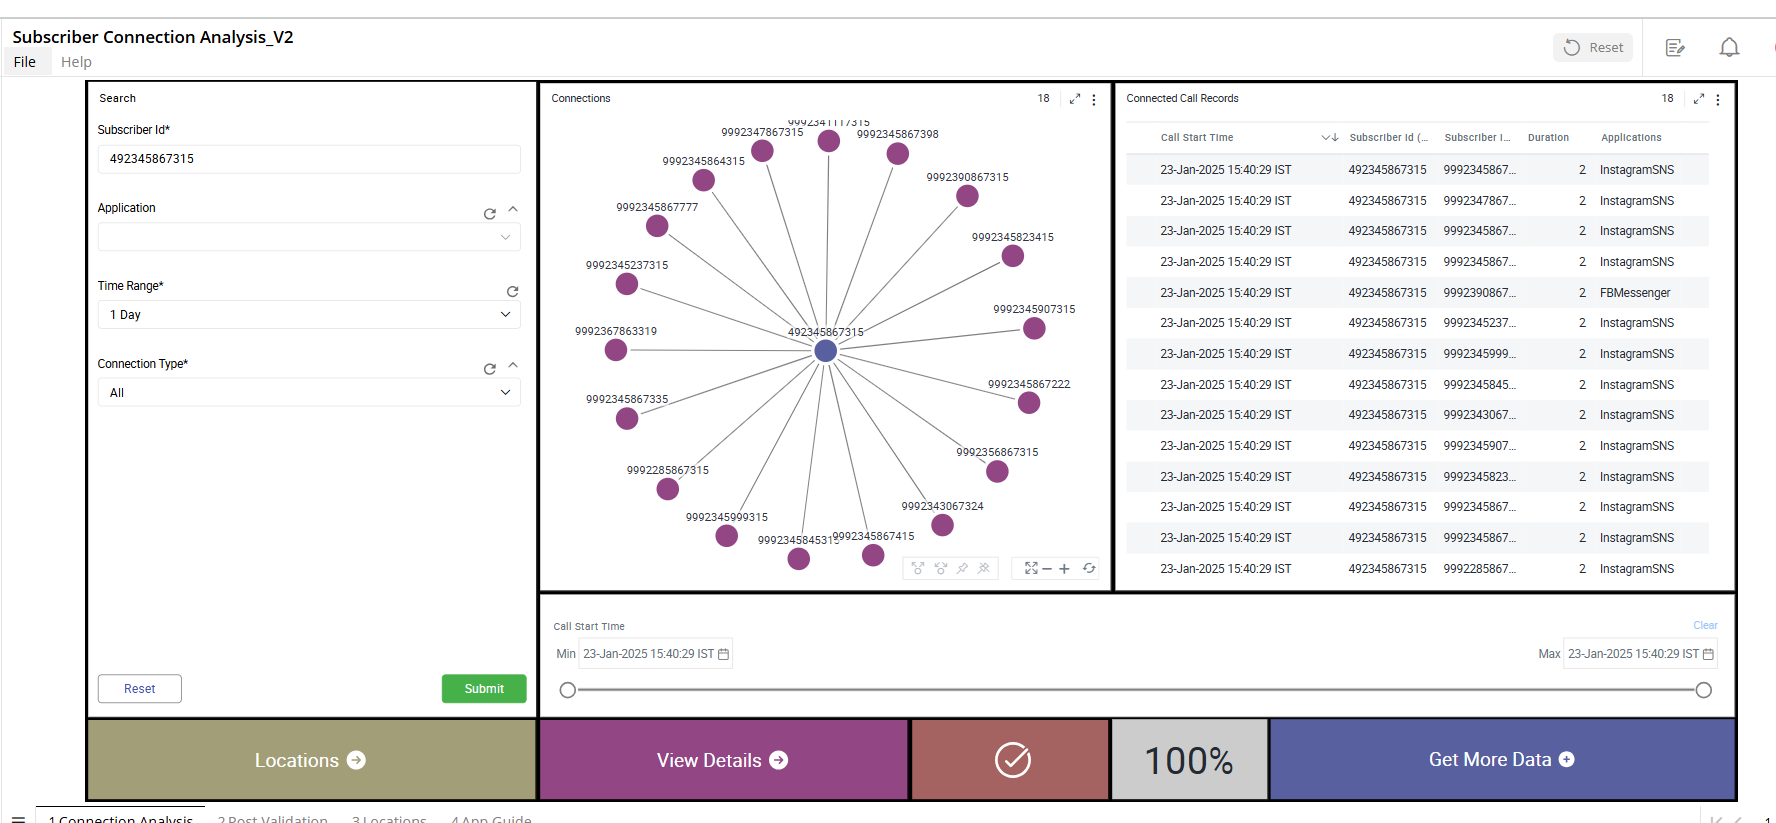 Subscriber Connection Analysis_V2
File Help
Reset
Search
Subscriber Id*
492345867315
Application
Time Range*
1 Day
Connection Type*
All
Reset
Submit
Connections
18
9992341117315
9992347867315
9992345867398
9992345864315
9992390867315
9992345867777
9992345823415
9992345237315
9992345907315
9992367863319
492345867315
9992345867222
9992345867335
9992356867315
9992285867315
9992343067324
9992345999315
9992345845315
9992345867415
Connected Call Records
18
Call Start Time Subscriber Id (... Subscriber I... Duration Applications
23-Jan-2025 15:40:29 IST 492345867315 9992345867... 2 InstagramSNS
23-Jan-2025 15:40:29 IST 492345867315 9992347867... 2 InstagramSNS
23-Jan-2025 15:40:29 IST 492345867315 9992345867... 2 InstagramSNS
23-Jan-2025 15:40:29 IST 492345867315 9992345867... 2 InstagramSNS
23-Jan-2025 15:40:29 IST 492345867315 9992390867... 2 FBMessenger
23-Jan-2025 15:40:29 IST 492345867315 9992345237... 2 InstagramSNS
23-Jan-2025 15:40:29 IST 492345867315 9992345999... 2 InstagramSNS
23-Jan-2025 15:40:29 IST 492345867315 9992345845... 2 InstagramSNS
23-Jan-2025 15:40:29 IST 492345867315 9992343067... 2 InstagramSNS
23-Jan-2025 15:40:29 IST 492345867315 9992345907... 2 InstagramSNS
23-Jan-2025 15:40:29 IST 492345867315 9992345823... 2 InstagramSNS
23-Jan-2025 15:40:29 IST 492345867315 9992345867... 2 InstagramSNS
23-Jan-2025 15:40:29 IST 492345867315 9992345867... 2 InstagramSNS
23-Jan-2025 15:40:29 IST 492345867315 9992285867... 2 InstagramSNS
Call Start Time
Clear
Min 23-Jan-2025 15:40:29 IST
Max 23-Jan-2025 15:40:29 IST
Locations
View Details
100%
Get More Data
1 Connection Analysis 2 Post Validation 3 Locations 4 App Guide
1